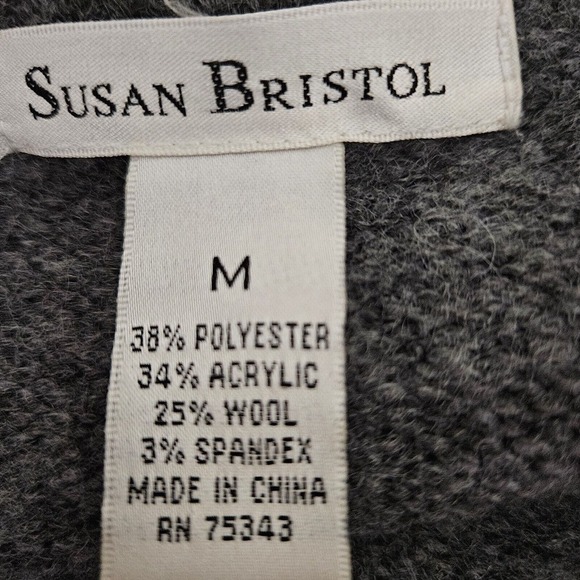 SUSAN BRISTOL
M
38% POLYESTER
34% ACRYLIC
25% WOOL
3% SPANDEX
MADE IN CHINA
RN 75343